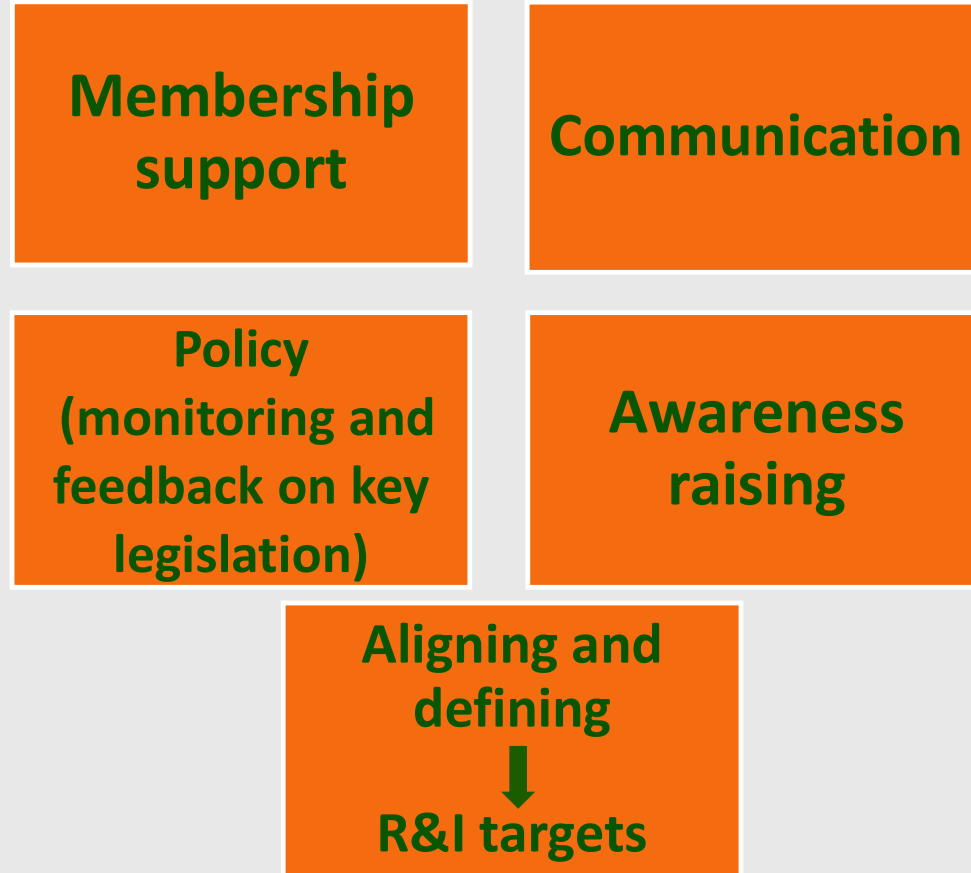 Membership
support
Communication
Policy
(monitoring and
feedback on key
legislation)
Awareness
raising
Aligning and
defining
R&I targets